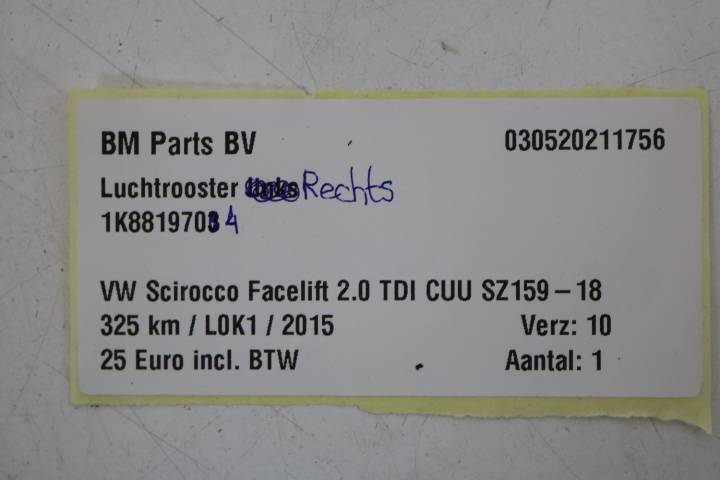 BM Parts BV 030520211756
Luchtrooster Rechts
1K8819704
VW Scirocco Facelift 2.0 TDI CUU SZ159-18
325 km / L0K1 / 2015 Verz: 10
25 Euro incl. BTW Aantal: 1